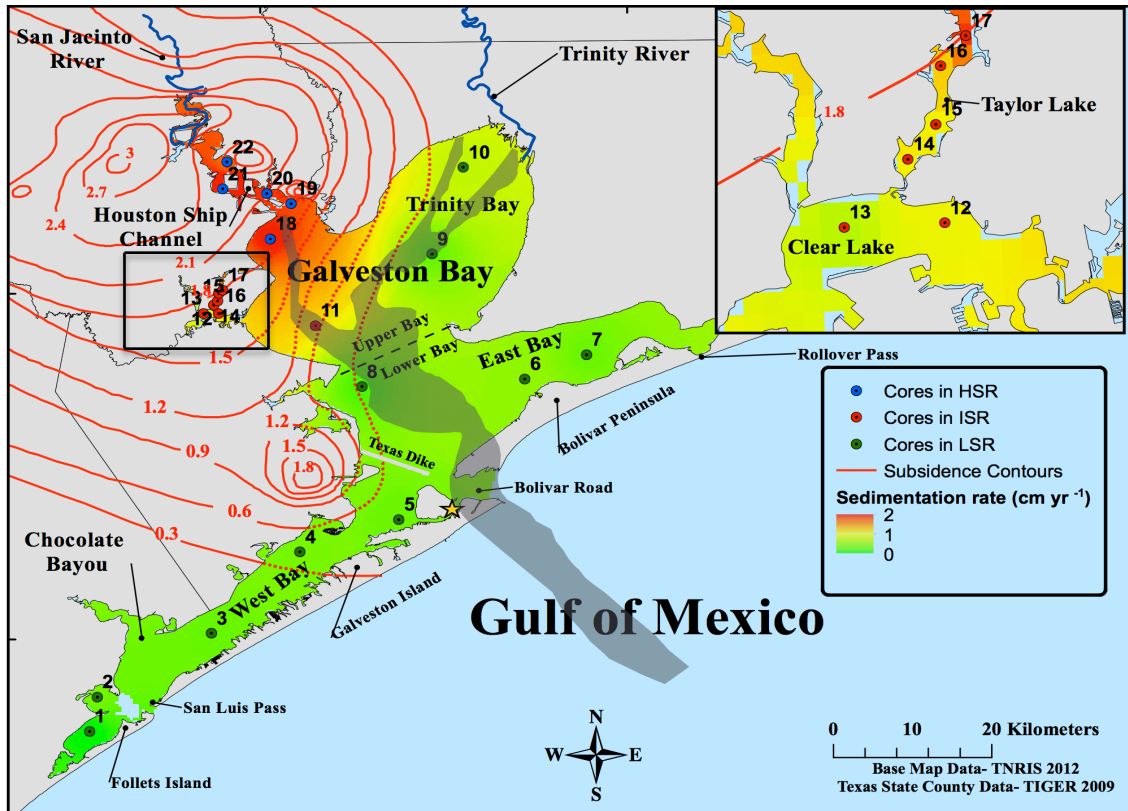 San Jacinto
River
Trinity River
3
2.7
2.4
22
21
20
19
10
Trinity Bay
Houston Ship
Channel
18
9
2.1
Galveston Bay
17
15
1.8
16
13
12
14
11
1.5
Upper Bay
Lower Bay
East Bay
7
6
8
Rollover Pass
Bolivar Peninsula
1.2
1.2
1.5
1.8
0.9
0.6
0.3
Texas Dike
Bolivar Road
5
4
Chocolate
Bayou
West Bay
3
Galveston Island
Gulf of Mexico
2
1
San Luis Pass
Follets Island
17
16
1.8
15
Taylor Lake
14
13
12
Clear Lake
Cores in HSR
Cores in ISR
Cores in LSR
Subsidence Contours
Sedimentation rate (cm yr -1)
2
1
0
N
W
E
S
0 10 20 Kilometers
Base Map Data- TNRIS 2012
Texas State County Data- TIGER 2009